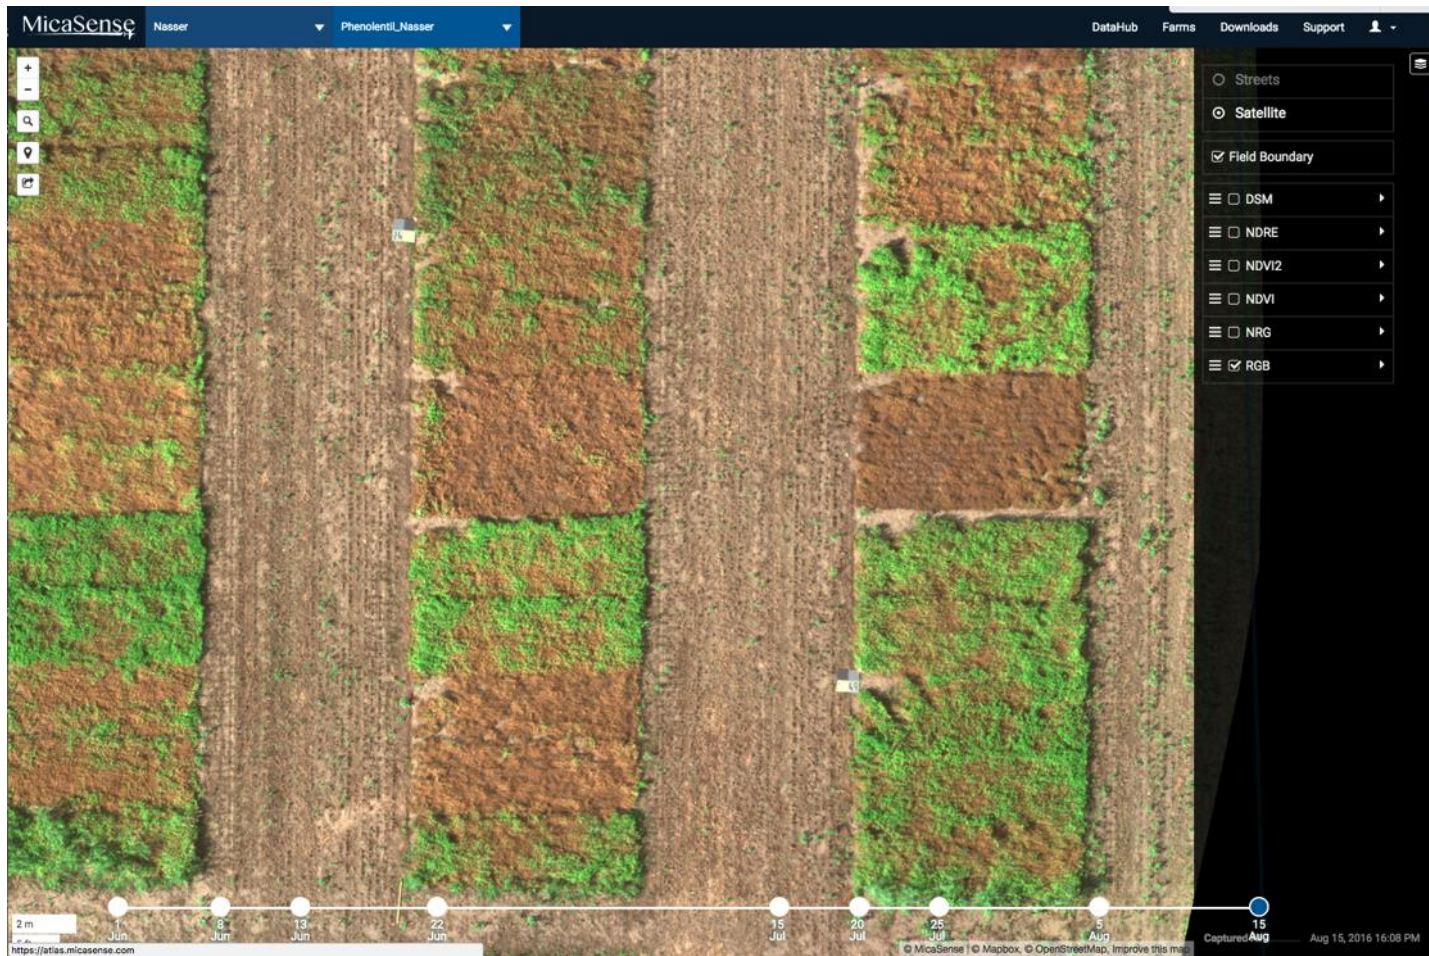 MicaSense
Nasser
Phenolentil_Nasser
DataHub Farms Downloads Support
+
-
Streets
Satellite
Field Boundary
DSM
NDRE
NDVI2
NDVI
NRG
RGB
1 Jun
8 Jun
13 Jun
22 Jun
15 Jul
20 Jul
25 Jul
5 Aug
15 Aug
2 m
https://atlas.micasense.com
© MicaSense | © Mapbox, © OpenStreetMap, Improve this map
Captured
Aug 15, 2016 16:08 PM